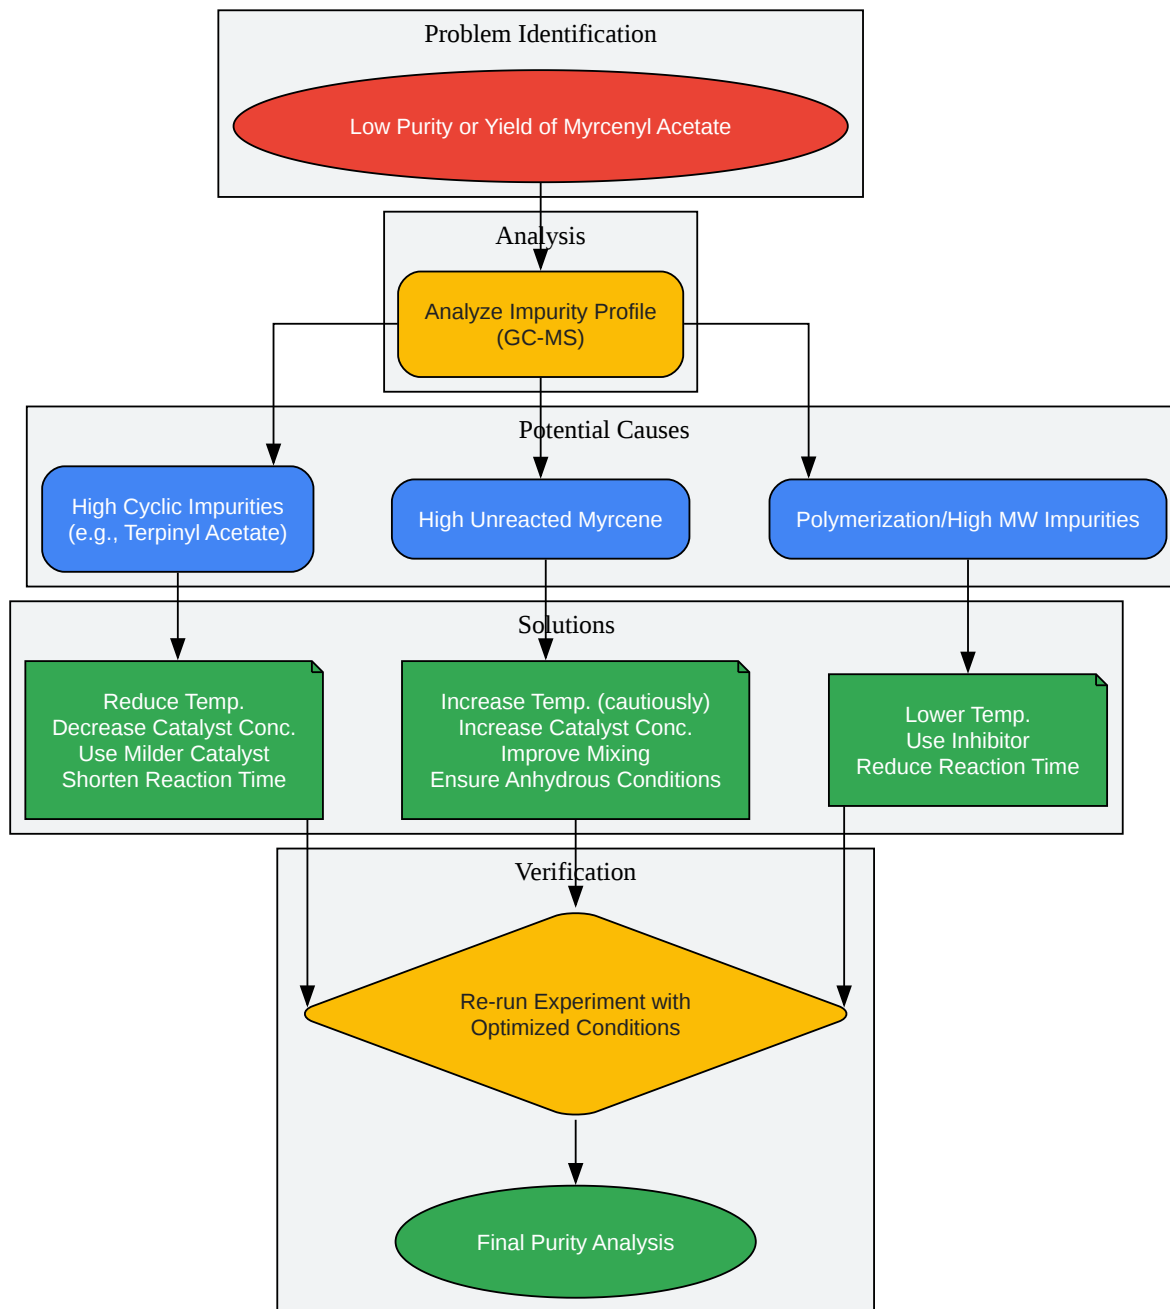 Problem Identification
Low Purity or Yield of Myrcenyl Acetate
Analysis
Analyze Impurity Profile
(GC-MS)
Potential Causes
High Cyclic Impurities
(e.g., Terpinyl Acetate)
High Unreacted Myrcene
Polymerization/High MW Impurities
Solutions
Reduce Temp.
Decrease Catalyst Conc.
Use Milder Catalyst
Shorten Reaction Time
Increase Temp. (cautiously)
Increase Catalyst Conc.
Improve Mixing
Ensure Anhydrous Conditions
Lower Temp.
Use Inhibitor
Reduce Reaction Time
Verification
Re-run Experiment with
Optimized Conditions
Final Purity Analysis